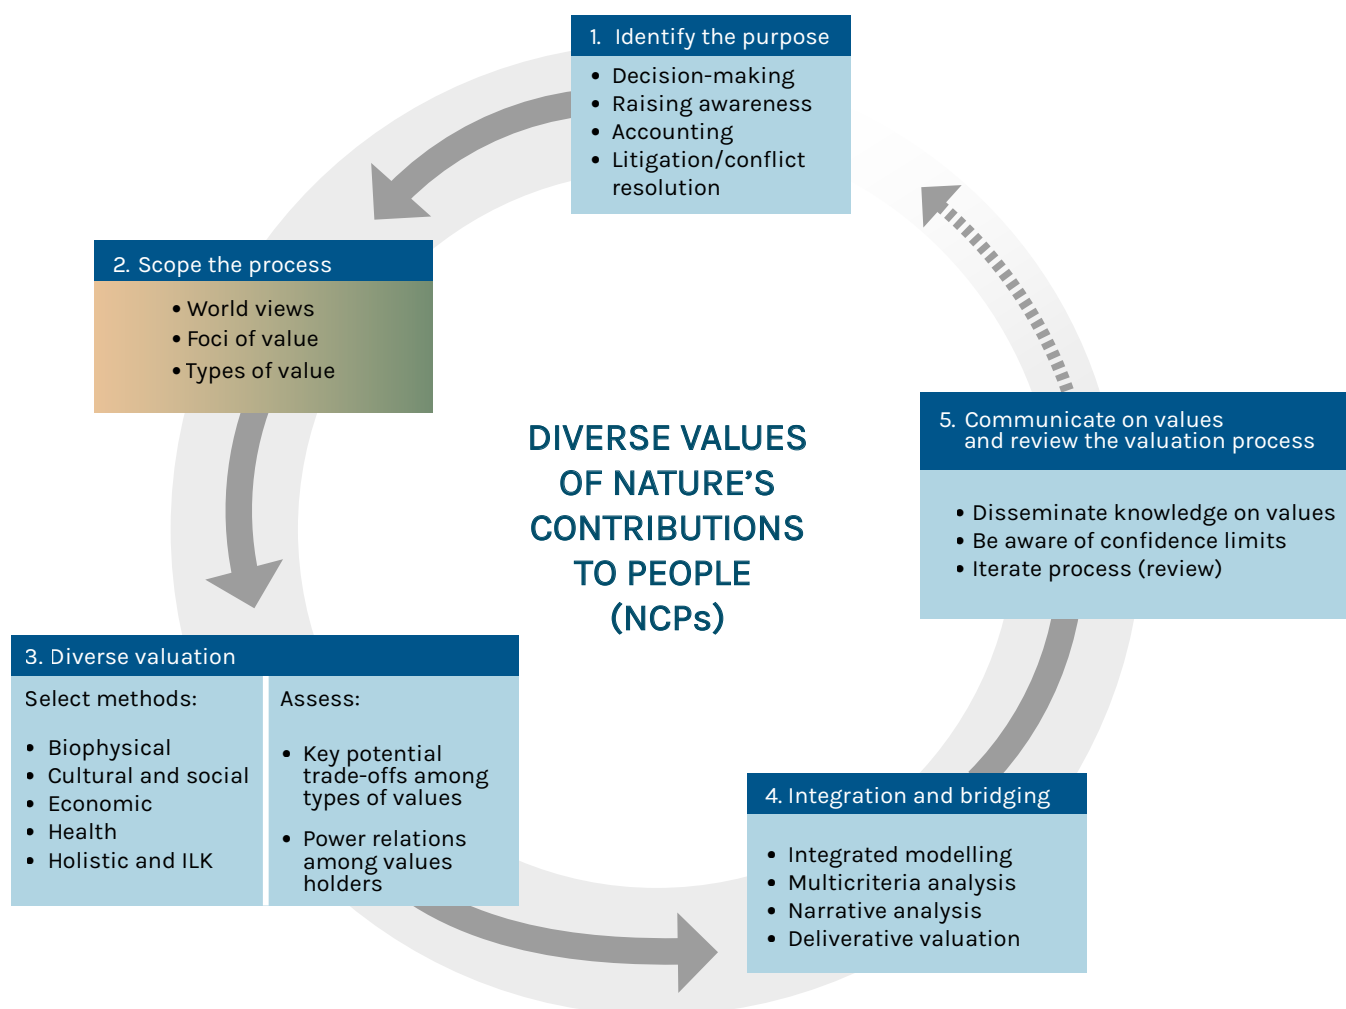 1. Identify the purpose
• Decision-making
• Raising awareness
• Accounting
• Litigation/conflict
resolution
2. Scope the process
• World views
• Foci of value
• Types of value
DIVERSE VALUES
OF NATURE'S
CONTRIBUTIONS
TO PEOPLE
(NCPs)
3. Diverse valuation
Select methods:
• Biophysical
• Cultural and social
• Economic
• Health
• Holistic and ILK
Assess:
• Key potential
trade-offs among
types of values
• Power relations
among values
holders
4. Integration and bridging
• Integrated modelling
• Multicriteria analysis
• Narrative analysis
• Deliverative valuation
5. Communicate on values
and review the valuation process
• Disseminate knowledge on values
• Be aware of confidence limits
• Iterate process (review)